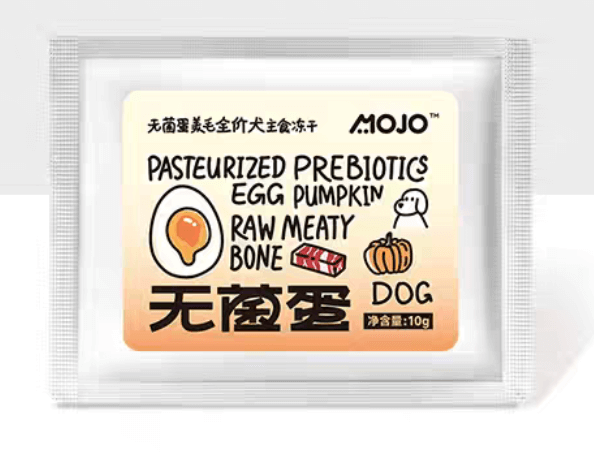 无菌蛋美毛全价犬主食冻干
MOJO™
PASTEURIZED PREBIOTICS
EGG PUMPKIN
RAW MEATY
BONE
DOG
无菌蛋
净含量:10g